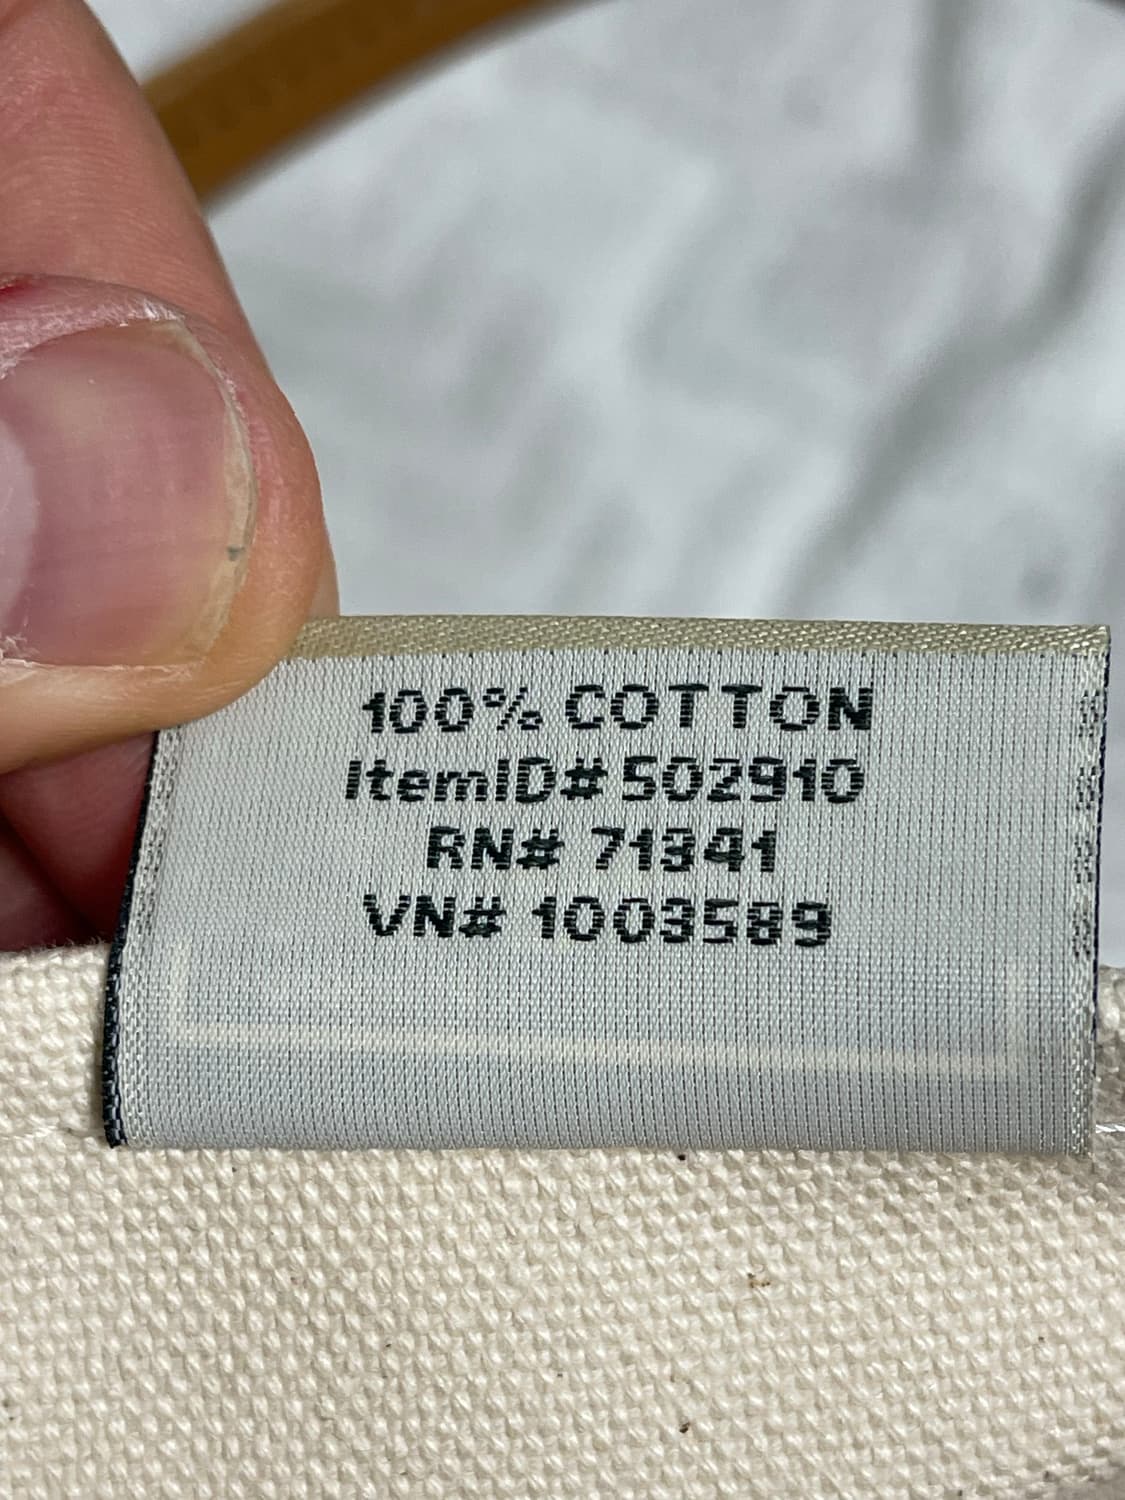 100% COTTON
ItemID# 502910
RN# 71341
VN# 1003589